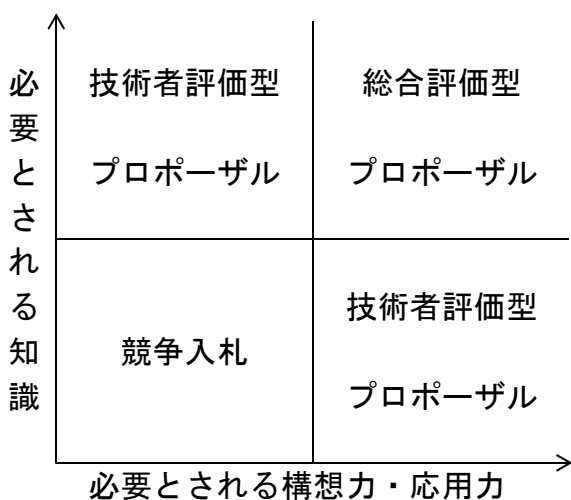 必要とされる知識
技術者評価型
プロポーザル
総合評価型
プロポーザル
競争入札
技術者評価型
プロポーザル
必要とされる構想力・応用力